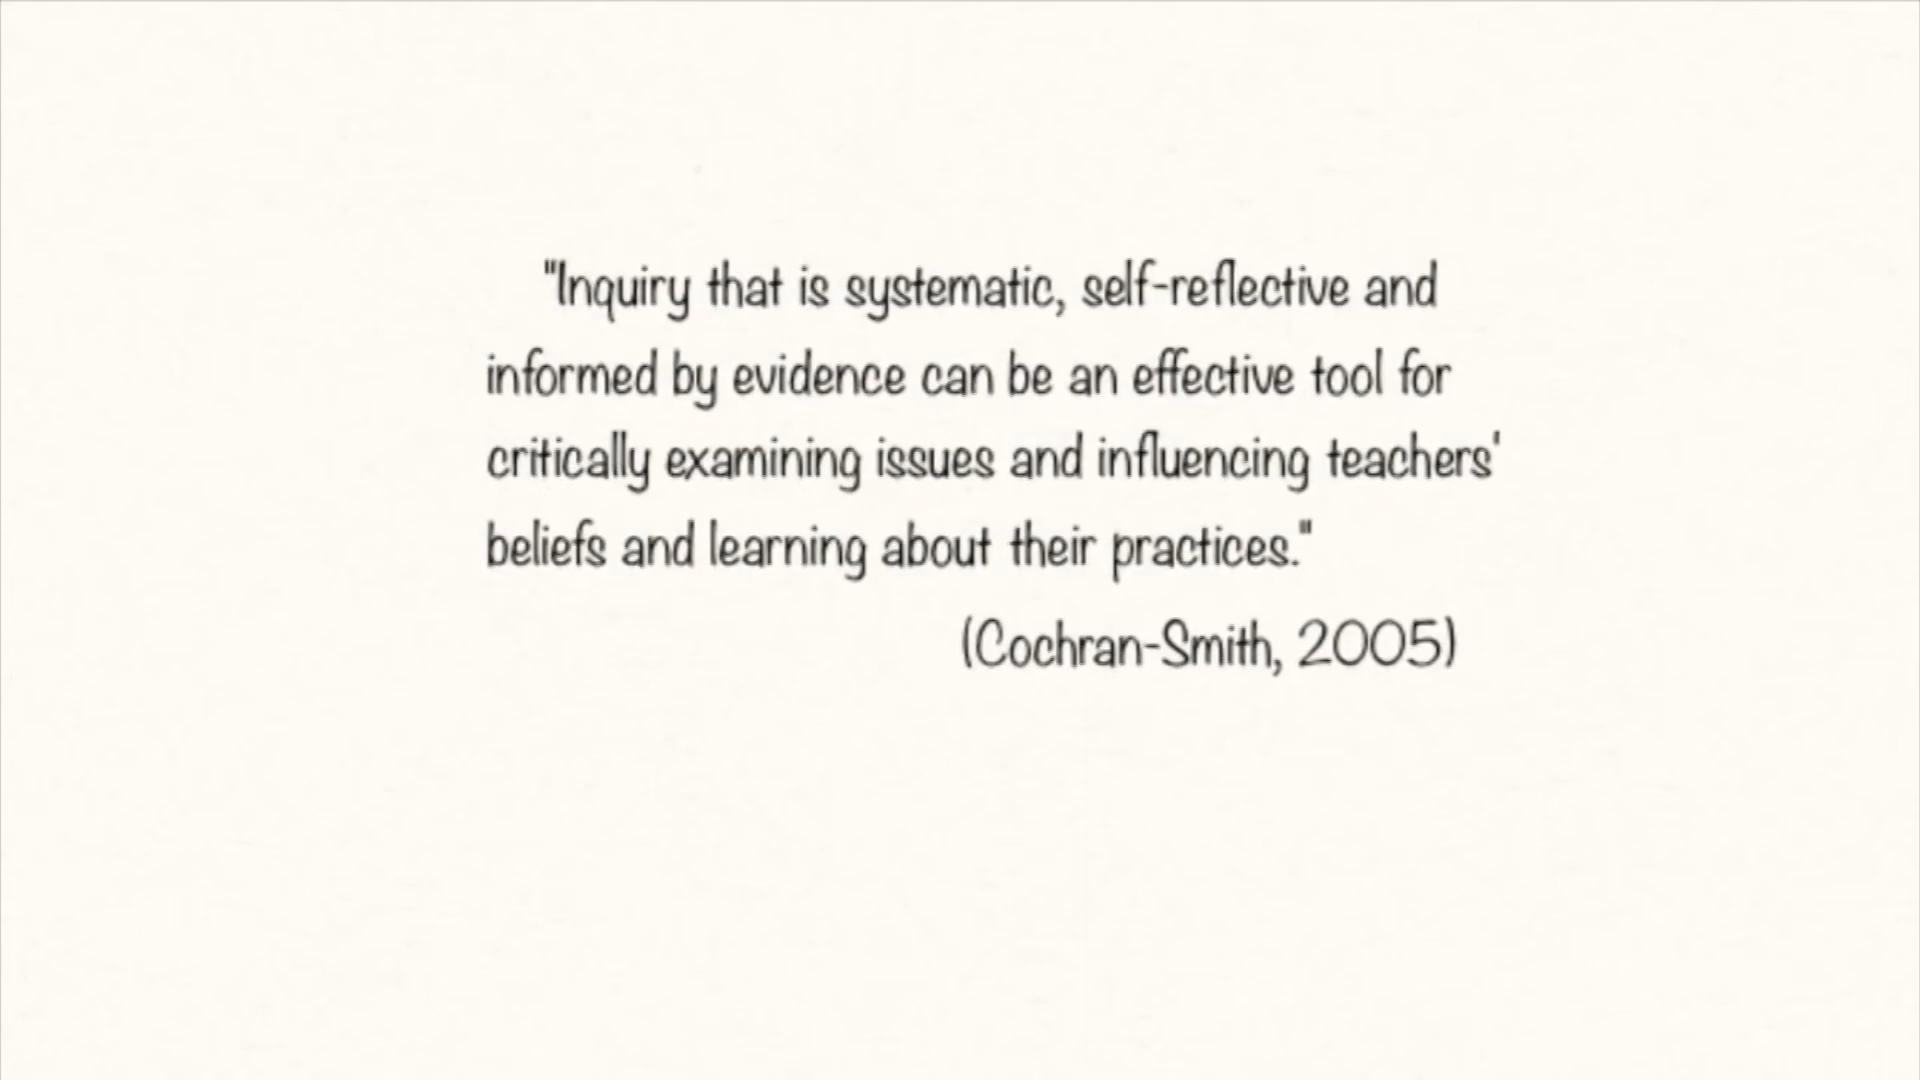 "Inquiry that is systematic, self-reflective and
informed by evidence can be an effective tool for
critically examining issues and influencing teachers'
beliefs and learning about their practices."
(Cochran-Smith, 2005)